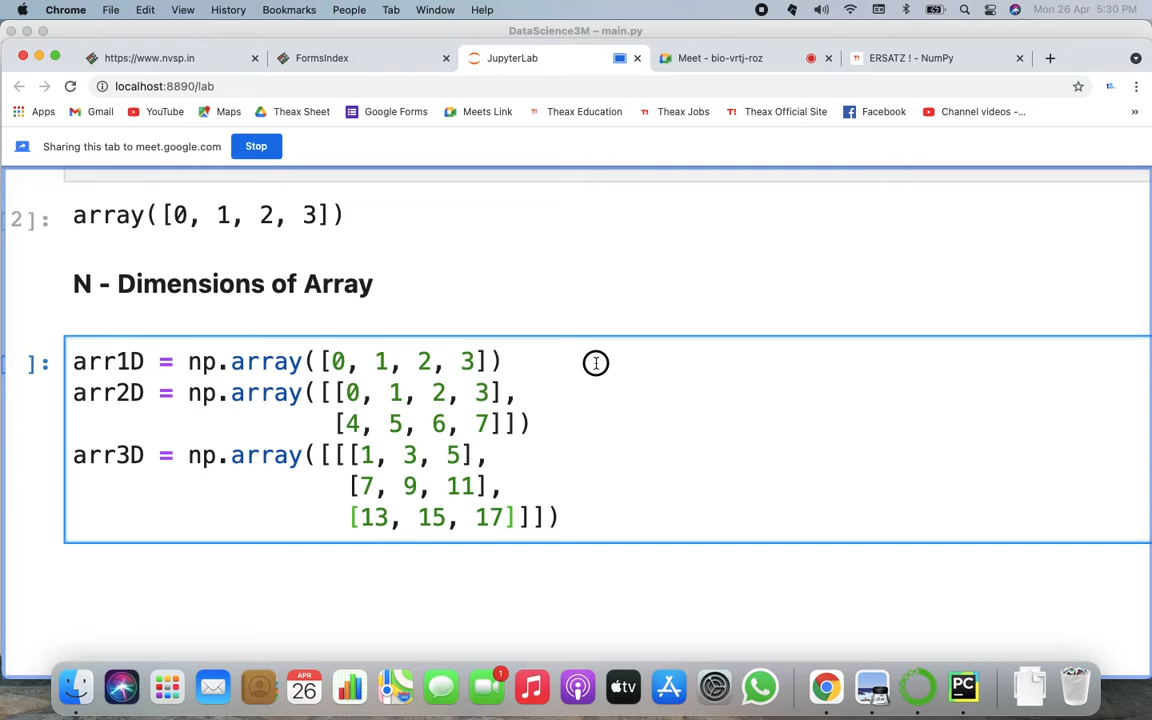 Chrome File Edit View History Bookmarks People Tab Window Help Mon 26 Apr 5:30 PM
DataScience3M – main.py
https://www.nvsp.in FormsIndex JupyterLab Meet - bio-vrtj-roz ERSATZ ! - NumPy
localhost:8890/lab
Apps Gmail YouTube Maps Theax Sheet Google Forms Meets Link Theax Education Theax Jobs Theax Official Site Facebook Channel videos -... »
Sharing this tab to meet.google.com Stop
2]: array([0, 1, 2, 3])
N - Dimensions of Array
]: arr1D = np.array([0, 1, 2, 3])
arr2D = np.array([[0, 1, 2, 3],
[4, 5, 6, 7]])
arr3D = np.array([[[1, 3, 5],
[7, 9, 11],
[13, 15, 17]]])
APR
26
1
tv
PC